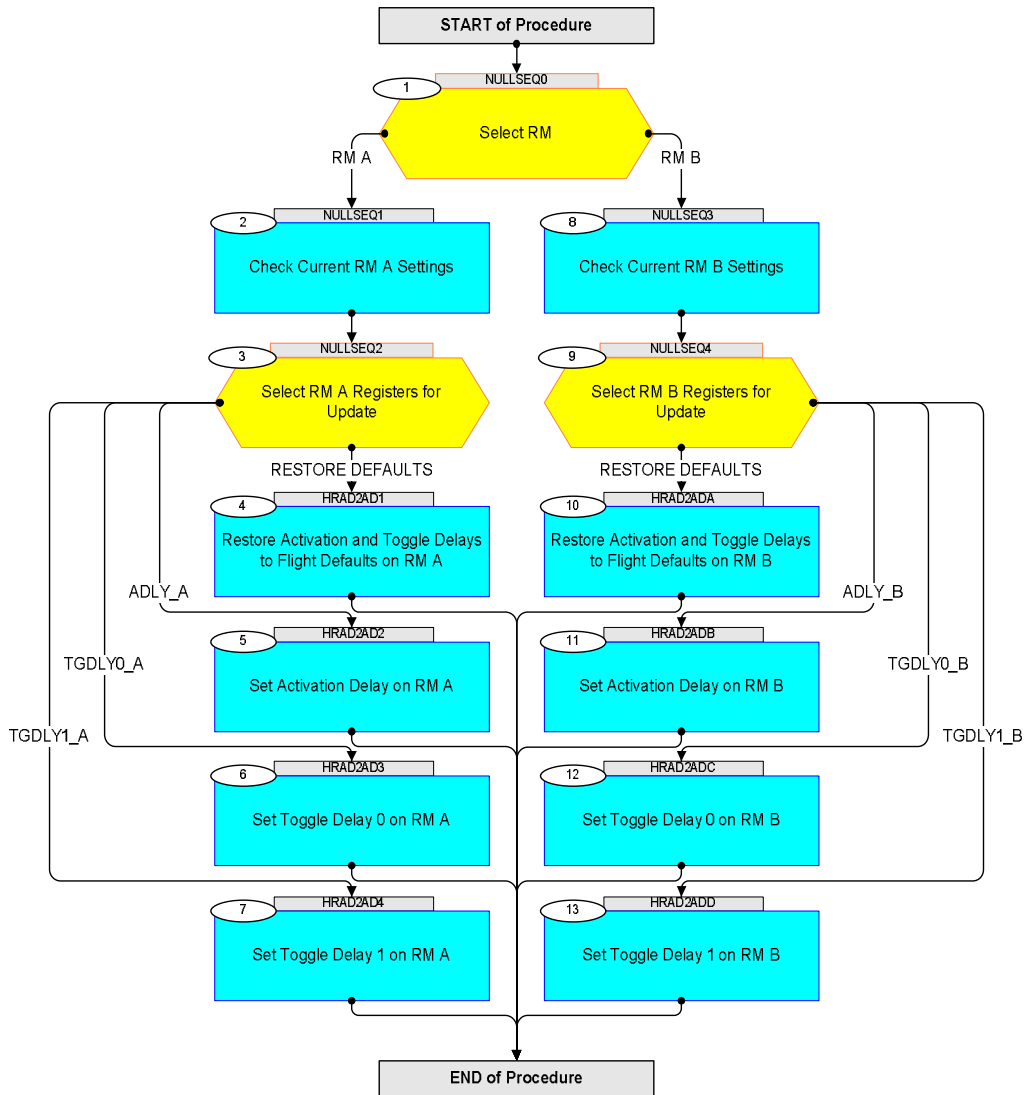 START of Procedure
NULLSEQ0
1
Select RM
RM A
RM B
NULLSEQ1
2
Check Current RM A Settings
NULLSEQ3
8
Check Current RM B Settings
NULLSEQ2
3
Select RM A Registers for
Update
NULLSEQ4
9
Select RM B Registers for
Update
RESTORE DEFAULTS
RESTORE DEFAULTS
HRAD2AD1
4
Restore Activation and Toggle Delays
to Flight Defaults on RM A
HRAD2ADA
10
Restore Activation and Toggle Delays
to Flight Defaults on RM B
ADLY_A
ADLY_B
HRAD2AD2
5
Set Activation Delay on RM A
HRAD2ADB
11
Set Activation Delay on RM B
TGDLY0_A
TGDLY0_B
TGDLY1_A
TGDLY1_B
HRAD2AD3
6
Set Toggle Delay 0 on RM A
HRAD2ADC
12
Set Toggle Delay 0 on RM B
HRAD2AD4
7
Set Toggle Delay 1 on RM A
HRAD2ADD
13
Set Toggle Delay 1 on RM B
END of Procedure